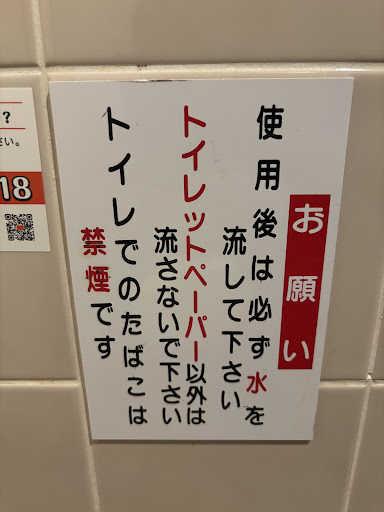 お願い
使用後は必ず水を
流して下さい
トイレットペーパー以外は
流さないで下さい
トイレでのたばこは
禁煙です
?
さい。
18